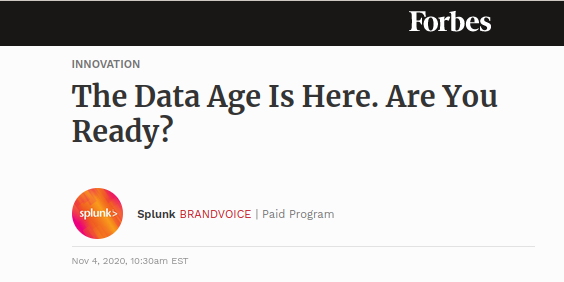 Forbes
INNOVATION
The Data Age Is Here. Are You
Ready?
splunk>
Splunk BRANDVOICE | Paid Program
Nov 4, 2020, 10:30am EST